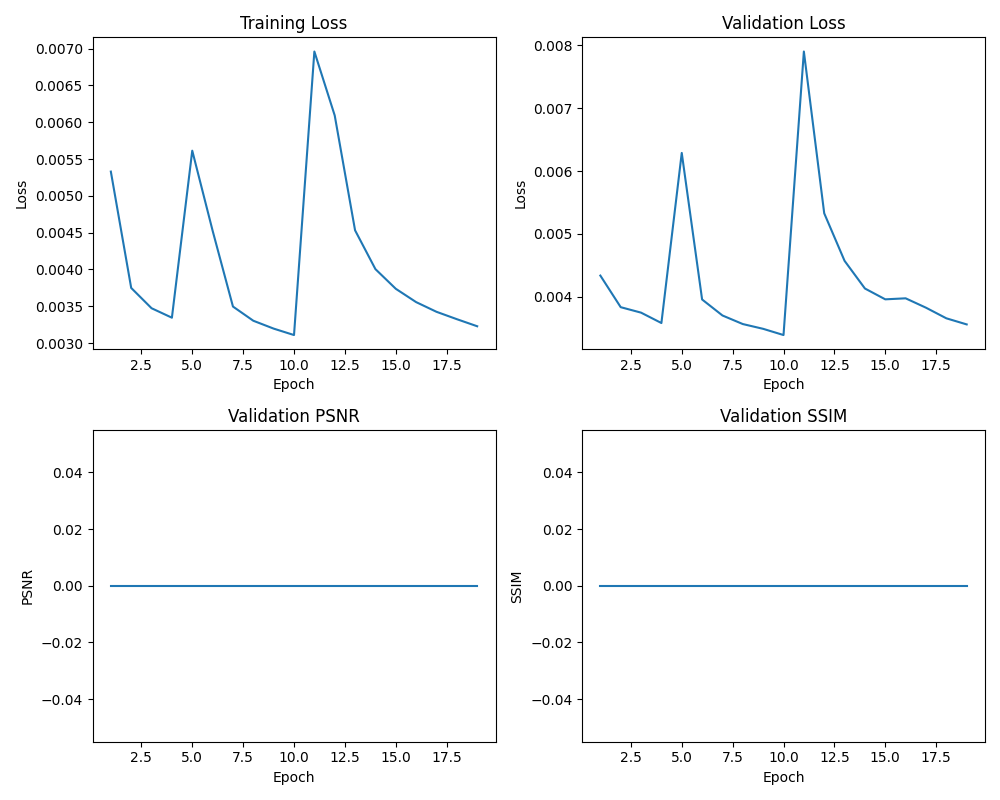 Training Loss
Validation Loss
0.0070
0.0065
0.0060
0.0055
0.0050
0.0045
0.0040
0.0035
0.0030
Loss
2.5 5.0 7.5 10.0 12.5 15.0 17.5
Epoch
0.008
0.007
0.006
0.005
0.004
Loss
2.5 5.0 7.5 10.0 12.5 15.0 17.5
Epoch
Validation PSNR
Validation SSIM
0.04
0.02
0.00
−0.02
−0.04
PSNR
2.5 5.0 7.5 10.0 12.5 15.0 17.5
Epoch
0.04
0.02
0.00
−0.02
−0.04
SSIM
2.5 5.0 7.5 10.0 12.5 15.0 17.5
Epoch